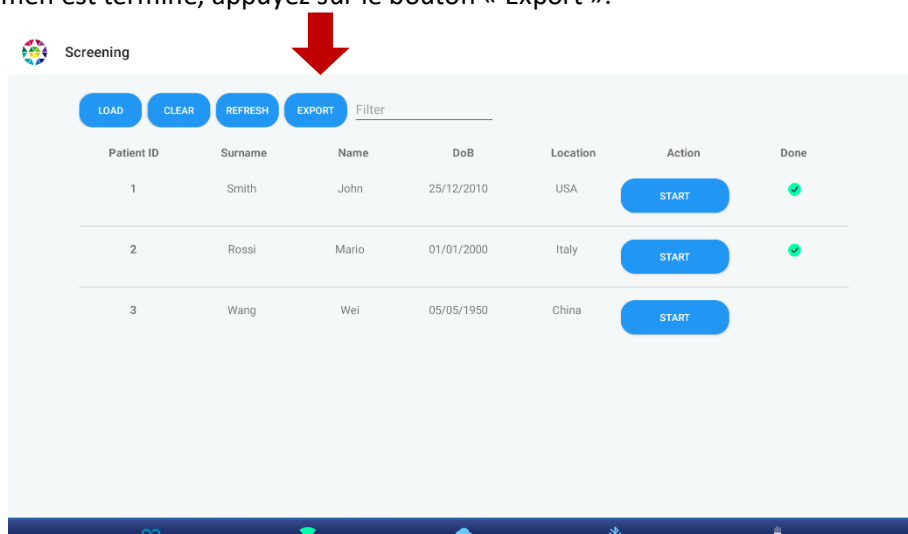 est terminé, appuyez sur le bouton « Export ».
Screening
LOAD CLEAR REFRESH EXPORT Filter
Patient ID Surname Name DoB Location Action Done
1 Smith John 25/12/2010 USA START
2 Rossi Mario 01/01/2000 Italy START
3 Wang Wei 05/05/1950 China START